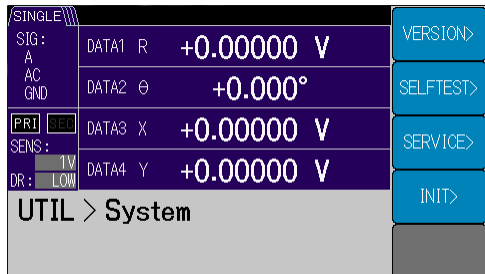 SINGLE
SIG:
A
AC
GND
PRI SEC
SENS:
1V
DR: LOW
DATA1 R +0.00000 V
DATA2 θ +0.000°
DATA3 X +0.00000 V
DATA4 Y +0.00000 V
UTIL > System
VERSION>
SELFTEST>
SERVICE>
INIT>